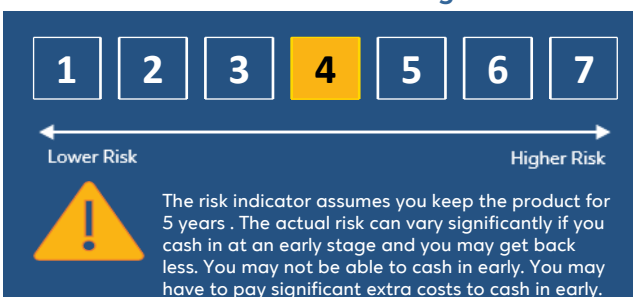 1 2 3 4 5 6 7
Lower Risk Higher Risk
The risk indicator assumes you keep the product for
5 years . The actual risk can vary significantly if you
cash in at an early stage and you may get back
less. You may not be able to cash in early. You may
have to pay significant extra costs to cash in early.